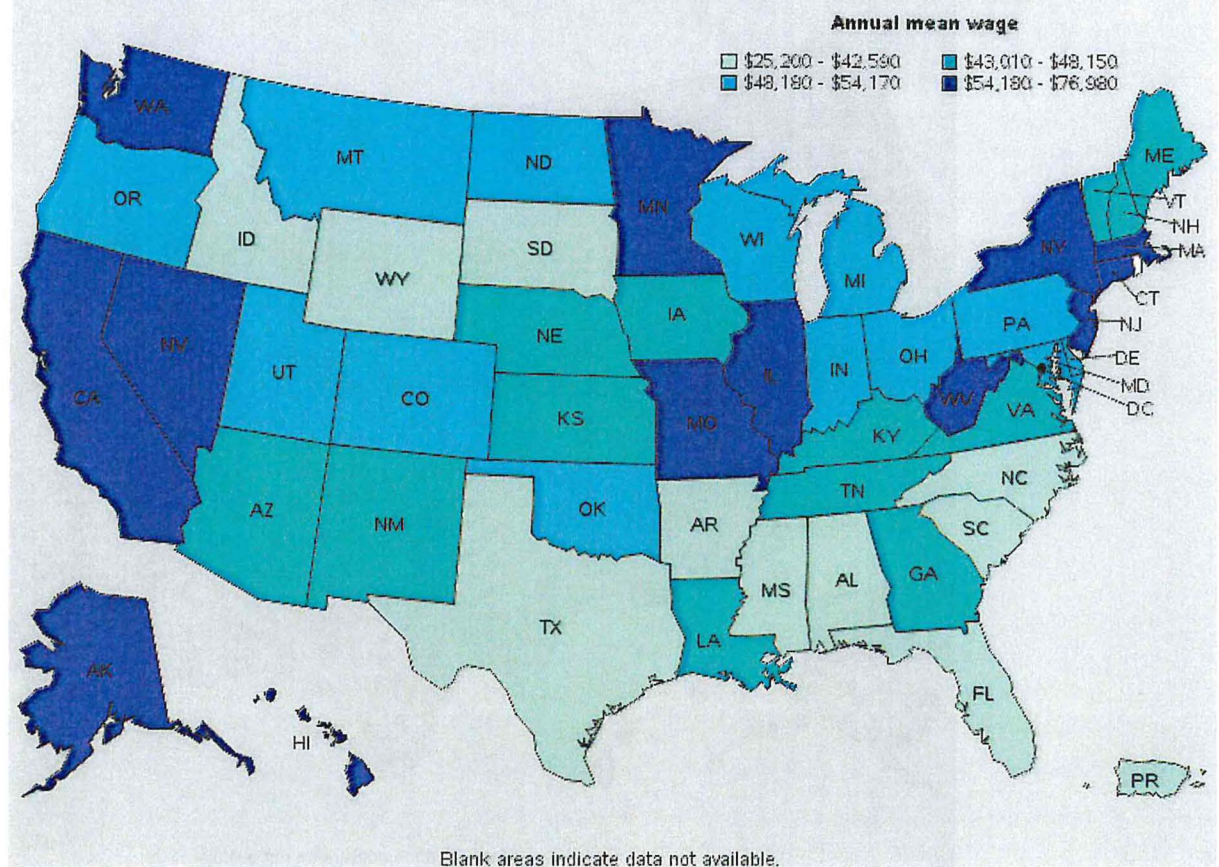 Annual mean wage
$25,200 - $42,590 $43,010 - $48,150
$48,180 - $54,170 $54,180 - $76,980
WA
MT
ND
ME
OR
MN
VT
ID
SD
WI
NH
WY
MI
NY
MA
IA
CT
NE
PA
NJ
NV
UT
IL
IN
OH
DE
CA
CO
MD
KS
MO
WV
VA
DC
KY
NC
TN
AZ
NM
OK
AR
SC
MS
AL
GA
TX
LA
AK
FL
HI
PR
Blank areas indicate data not available.